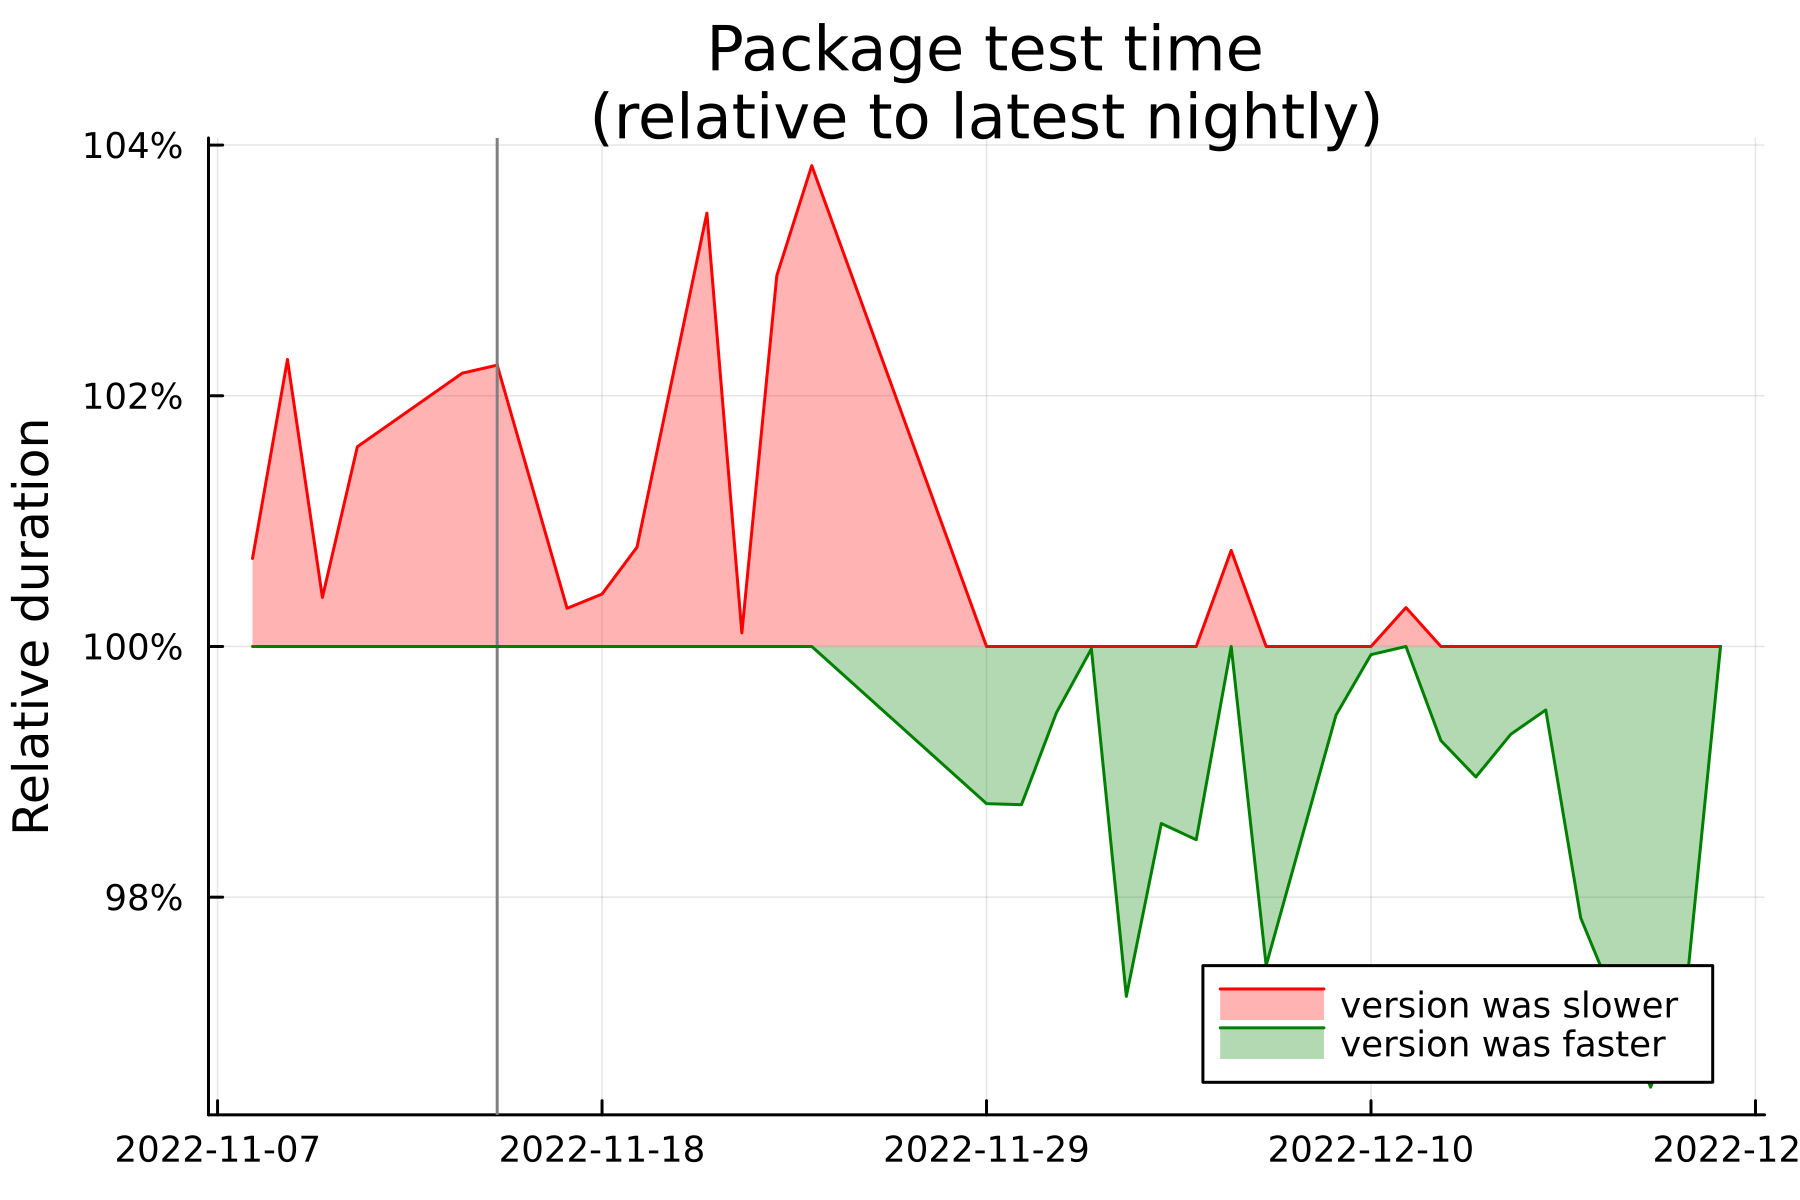 Package test time
(relative to latest nightly)
104%
102%
100%
98%
Relative duration
version was slower
version was faster
2022-11-07
2022-11-18
2022-11-29
2022-12-10
2022-12